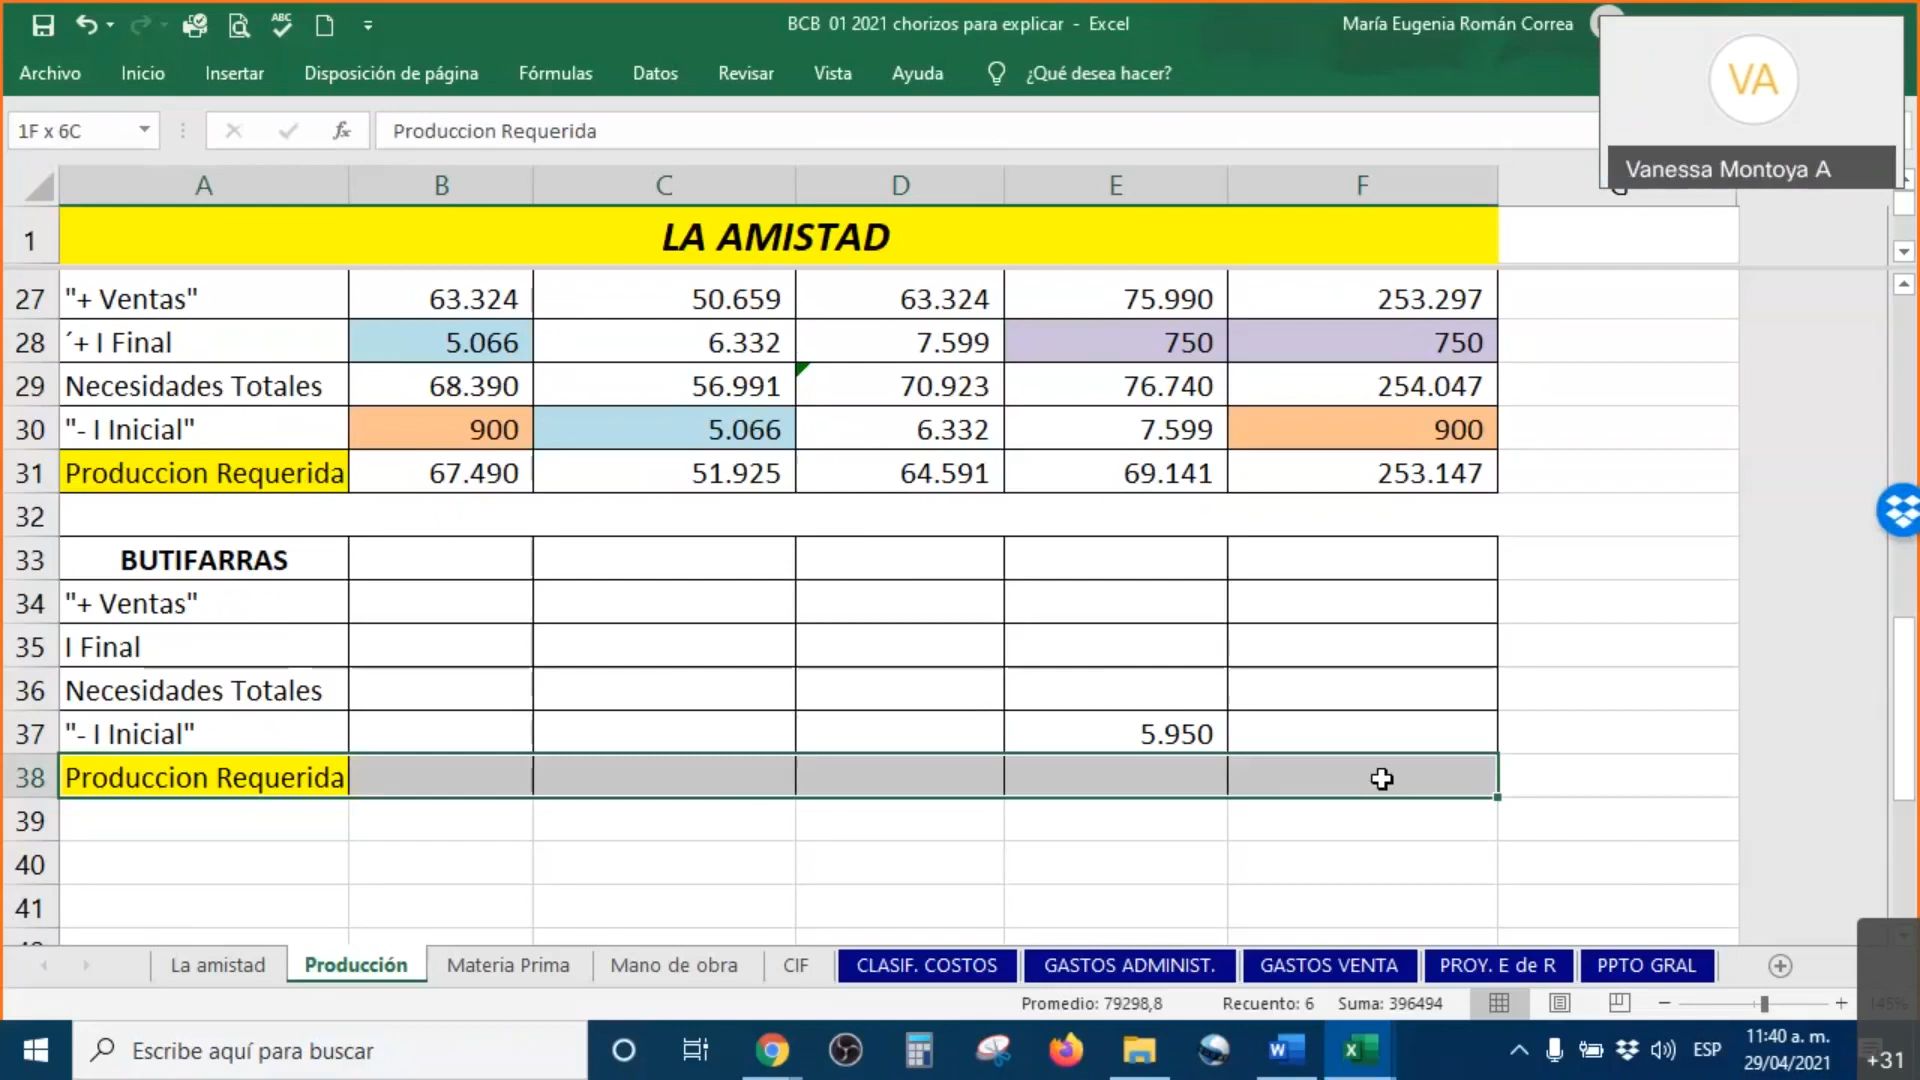 ABC
BCB 01 2021 chorizos para explicar - Excel
María Eugenia Román Correa
Archivo Inicio Insertar Disposición de página Fórmulas Datos Revisar Vista Ayuda ¿Qué desea hacer?
VA
Vanessa Montoya A
1F x 6C fx Produccion Requerida
A B C D E F
1 LA AMISTAD
27 "+ Ventas" 63.324 50.659 63.324 75.990 253.297
28 ´+ I Final 5.066 6.332 7.599 750 750
29 Necesidades Totales 68.390 56.991 70.923 76.740 254.047
30 "- I Inicial" 900 5.066 6.332 7.599 900
31 Produccion Requerida 67.490 51.925 64.591 69.141 253.147
32
33 BUTIFARRAS
34 "+ Ventas"
35 I Final
36 Necesidades Totales
37 "- I Inicial" 5.950
38 Produccion Requerida
39
40
41
La amistad Producción Materia Prima Mano de obra CIF CLASIF. COSTOS GASTOS ADMINIST. GASTOS VENTA PROY. E de R PPTO GRAL
Promedio: 79298,8 Recuento: 6 Suma: 396494 145%
Escribe aquí para buscar
ESP
11:40 a. m.
29/04/2021
+31